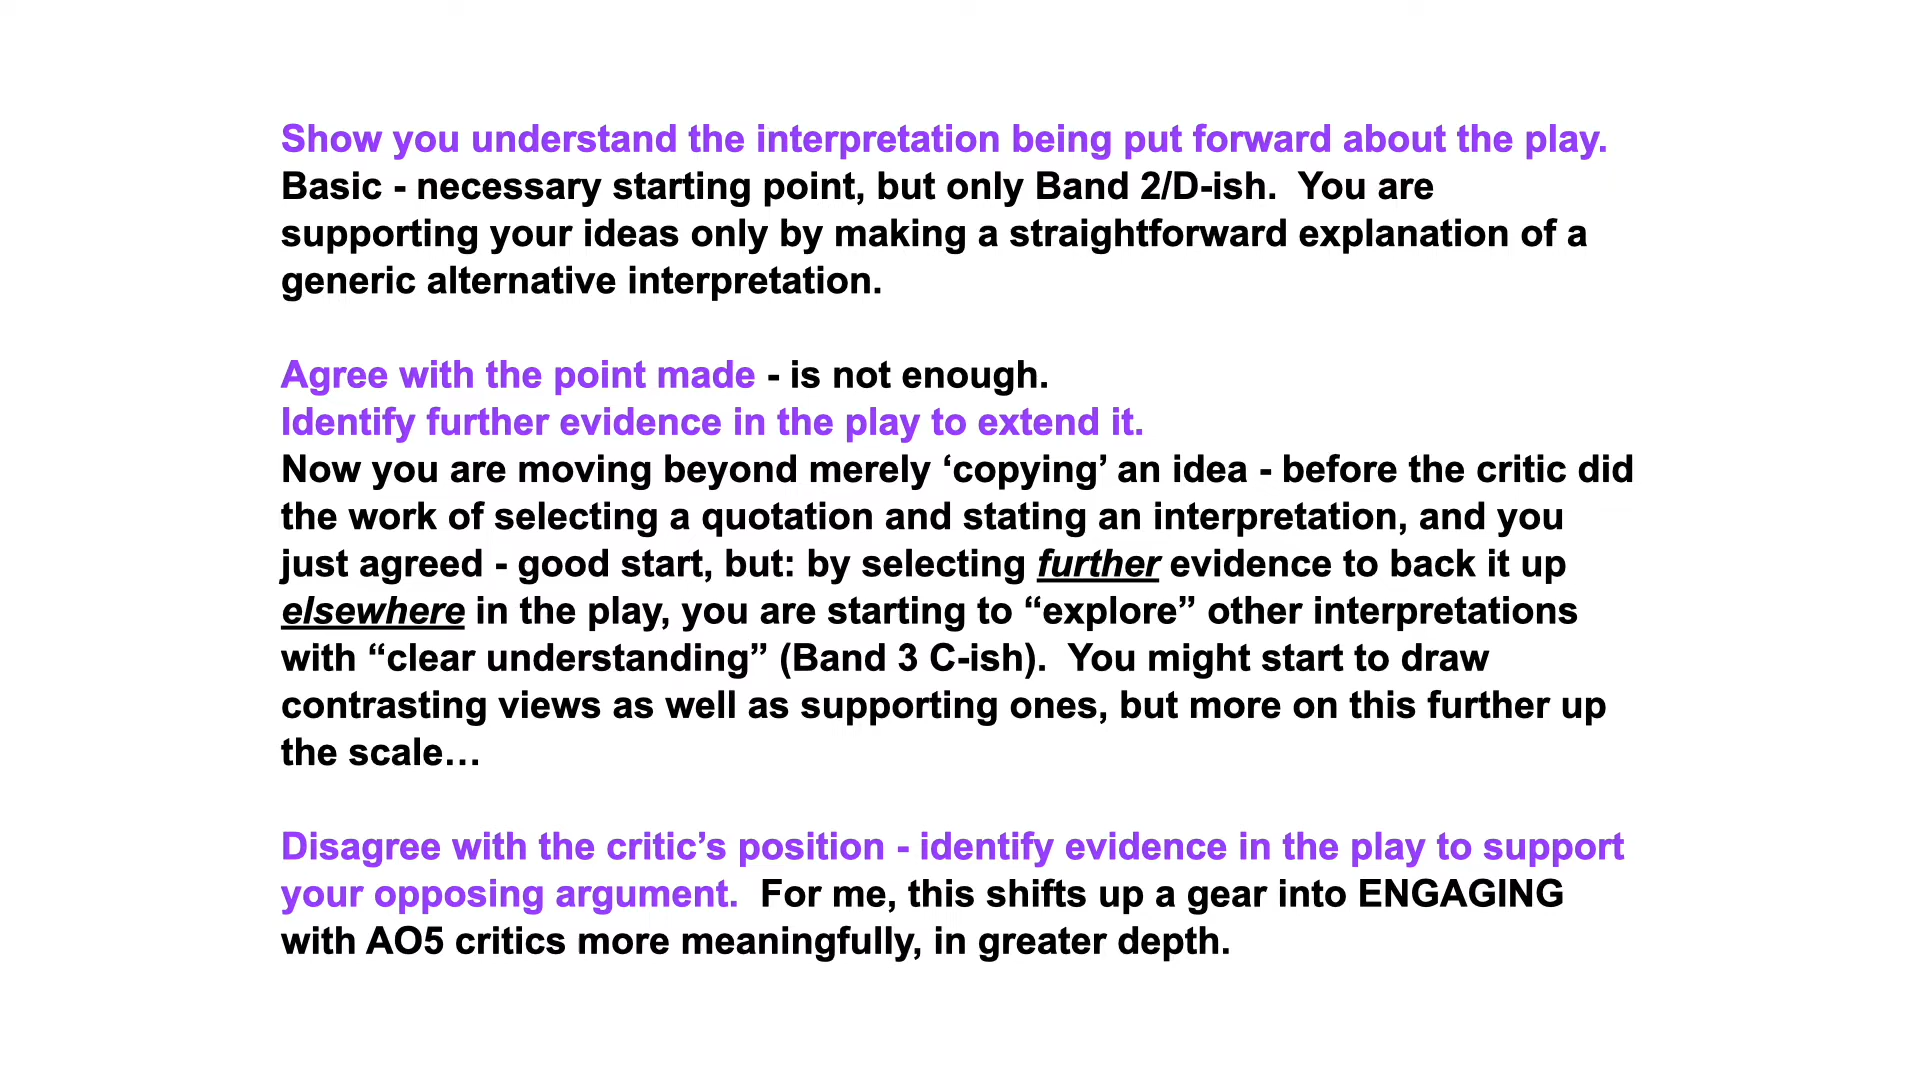 Show you understand the interpretation being put forward about the play.
Basic - necessary starting point, but only Band 2/D-ish.  You are
supporting your ideas only by making a straightforward explanation of a
generic alternative interpretation.
Agree with the point made - is not enough.
Identify further evidence in the play to extend it.
Now you are moving beyond merely ‘copying’ an idea - before the critic did
the work of selecting a quotation and stating an interpretation, and you
just agreed - good start, but: by selecting further evidence to back it up
elsewhere in the play, you are starting to “explore” other interpretations
with “clear understanding” (Band 3 C-ish).  You might start to draw
contrasting views as well as supporting ones, but more on this further up
the scale…
Disagree with the critic’s position - identify evidence in the play to support
your opposing argument.  For me, this shifts up a gear into ENGAGING
with AO5 critics more meaningfully, in greater depth.